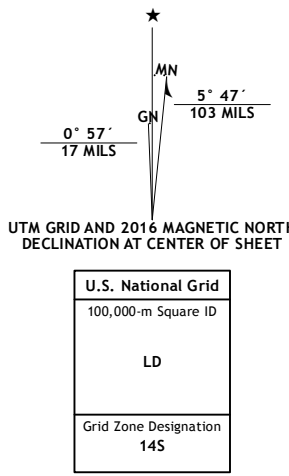 MN
GN
5° 47´
103 MILS
0° 57´
17 MILS
UTM GRID AND 2016 MAGNETIC NORTH
DECLINATION AT CENTER OF SHEET
U.S. National Grid
100,000-m Square ID
LD
Grid Zone Designation
14S